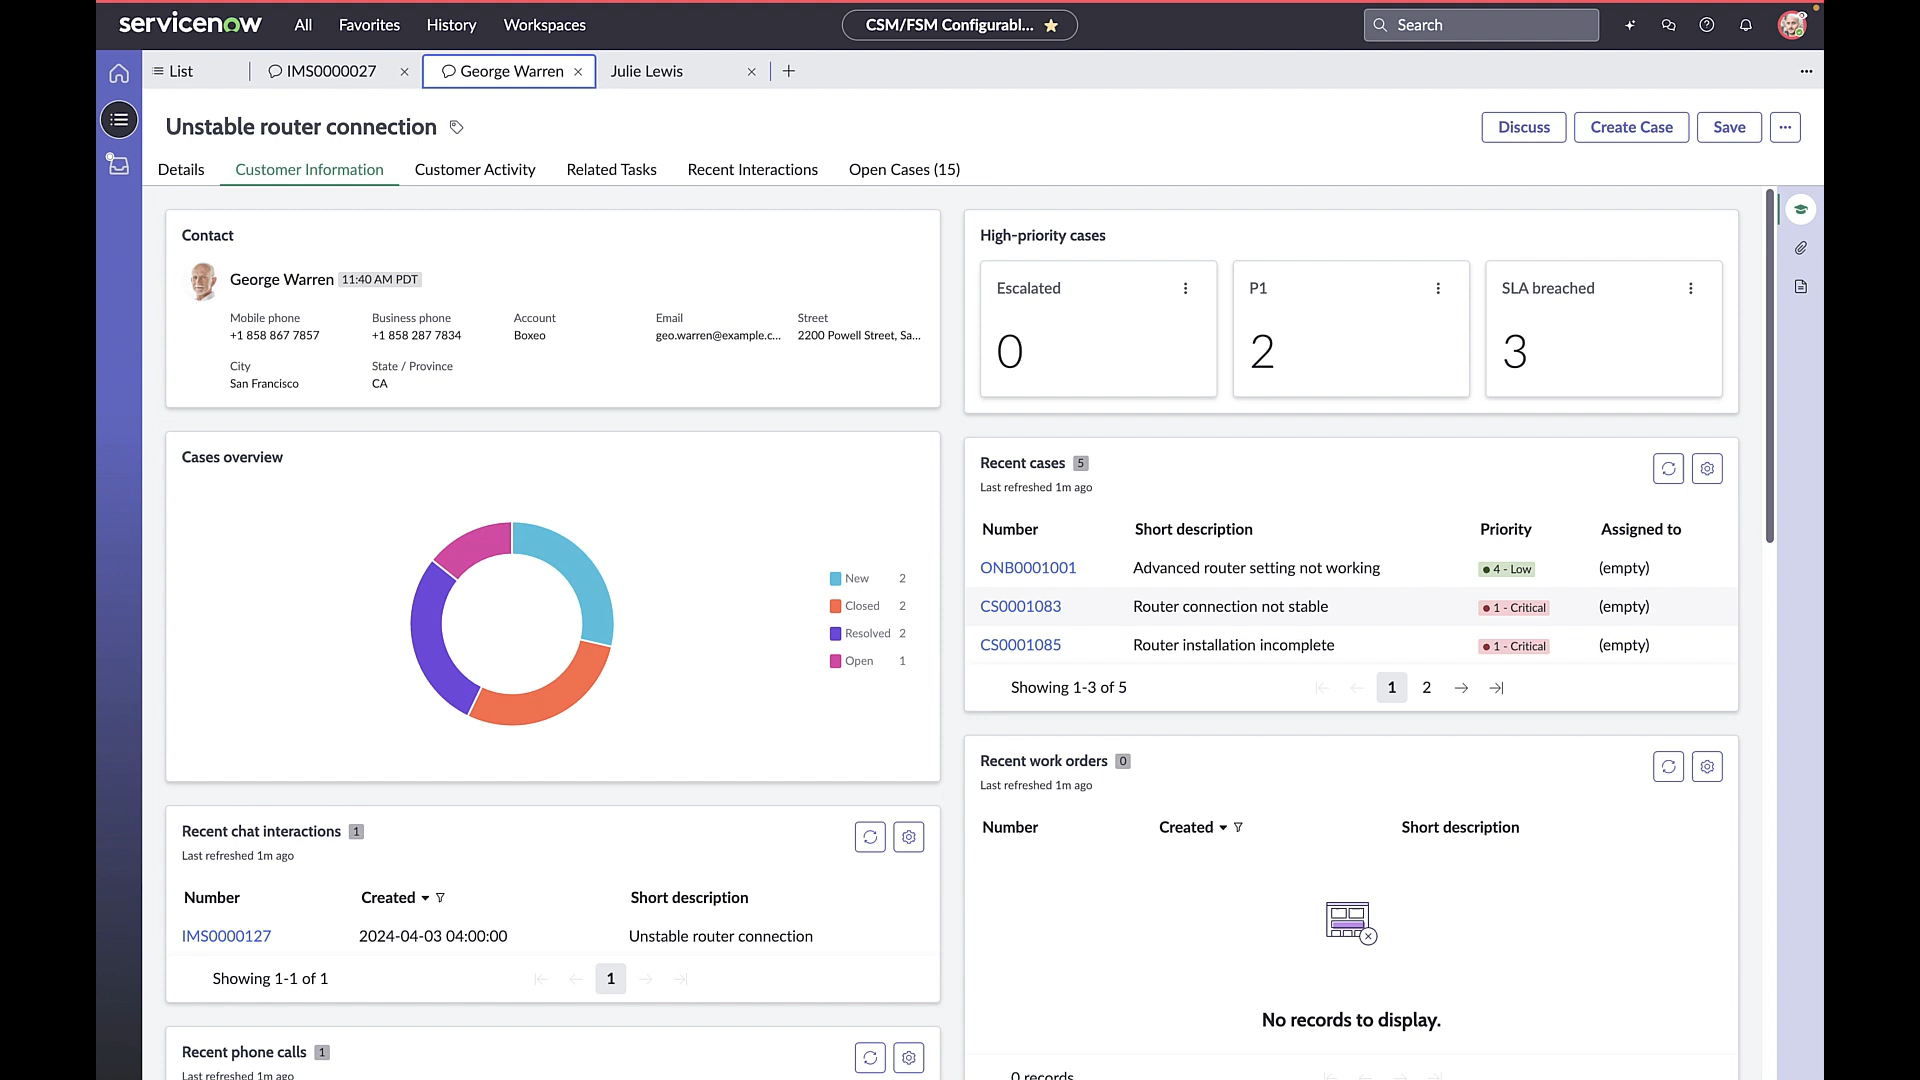 servicenow All Favorites History Workspaces CSM/FSM Configurabl... Search
List IMS0000027 George Warren Julie Lewis
Unstable router connection
Discuss Create Case Save
Details Customer Information Customer Activity Related Tasks Recent Interactions Open Cases (15)
Contact
George Warren 11:40 AM PDT
Mobile phone Business phone Account Email Street
+1 858 867 7857 +1 858 287 7834 Boxeo geo.warren@example.c... 2200 Powell Street, Sa...
City State / Province
San Francisco CA
High-priority cases
Escalated P1 SLA breached
0 2 3
Cases overview
New 2
Closed 2
Resolved 2
Open 1
Recent cases 5
Last refreshed 1m ago
Number Short description Priority Assigned to
ONB0001001 Advanced router setting not working 4 - Low (empty)
CS0001083 Router connection not stable 1 - Critical (empty)
CS0001085 Router installation incomplete 1 - Critical (empty)
Showing 1-3 of 5 1 2
Recent chat interactions 1
Last refreshed 1m ago
Number Created Short description
IMS0000127 2024-04-03 04:00:00 Unstable router connection
Showing 1-1 of 1 1
Recent work orders 0
Last refreshed 1m ago
Number Created Short description
No records to display.
0 records
Recent phone calls 1
Last refreshed 1m ago